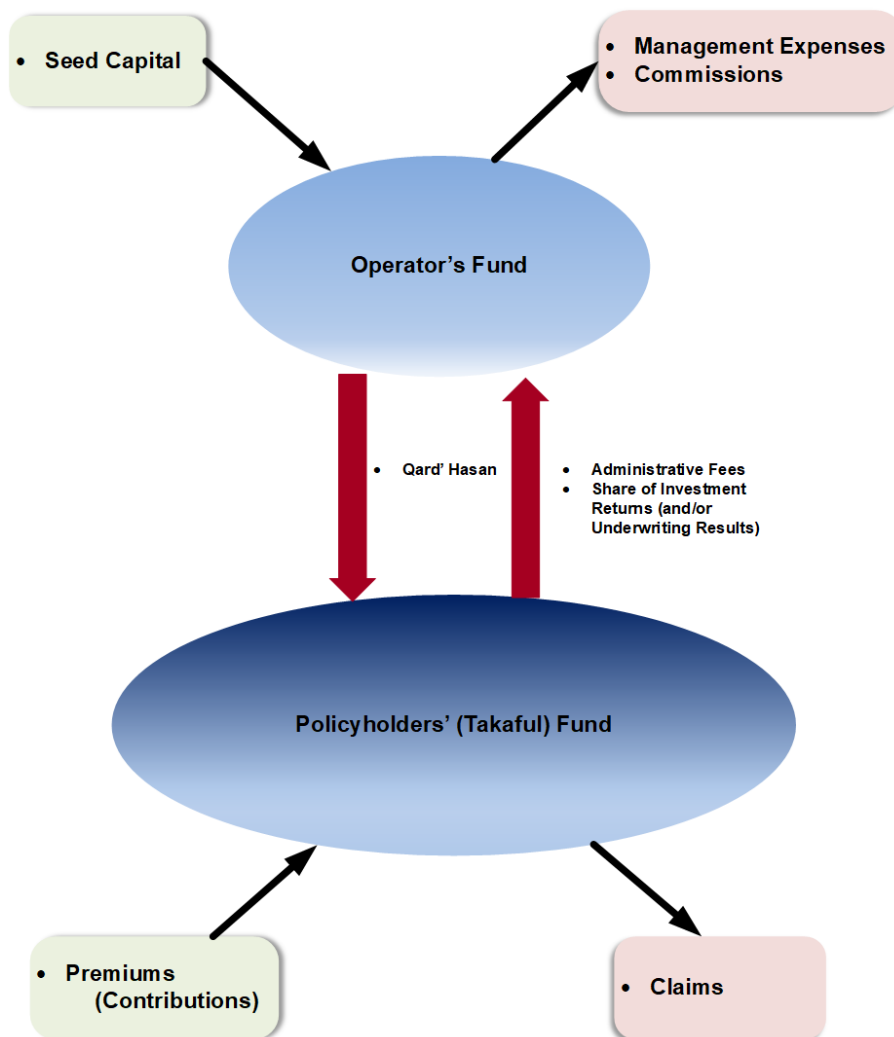 • Seed Capital
• Management Expenses
• Commissions
Operator’s Fund
• Qard’ Hasan
• Administrative Fees
• Share of Investment
Returns (and/or
Underwriting Results)
Policyholders’ (Takaful) Fund
• Premiums
(Contributions)
• Claims